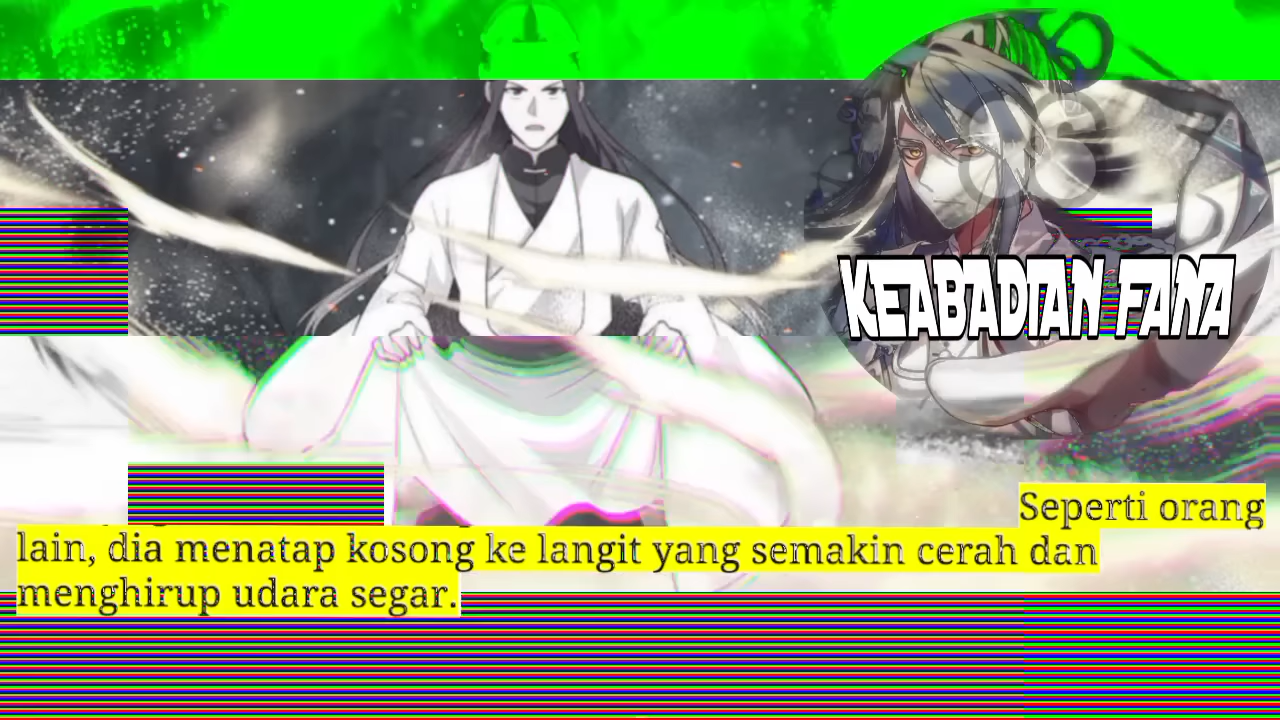 KEABADIAN FANA
Seperti orang
lain, dia menatap kosong ke langit yang semakin cerah dan
menghirup udara segar.